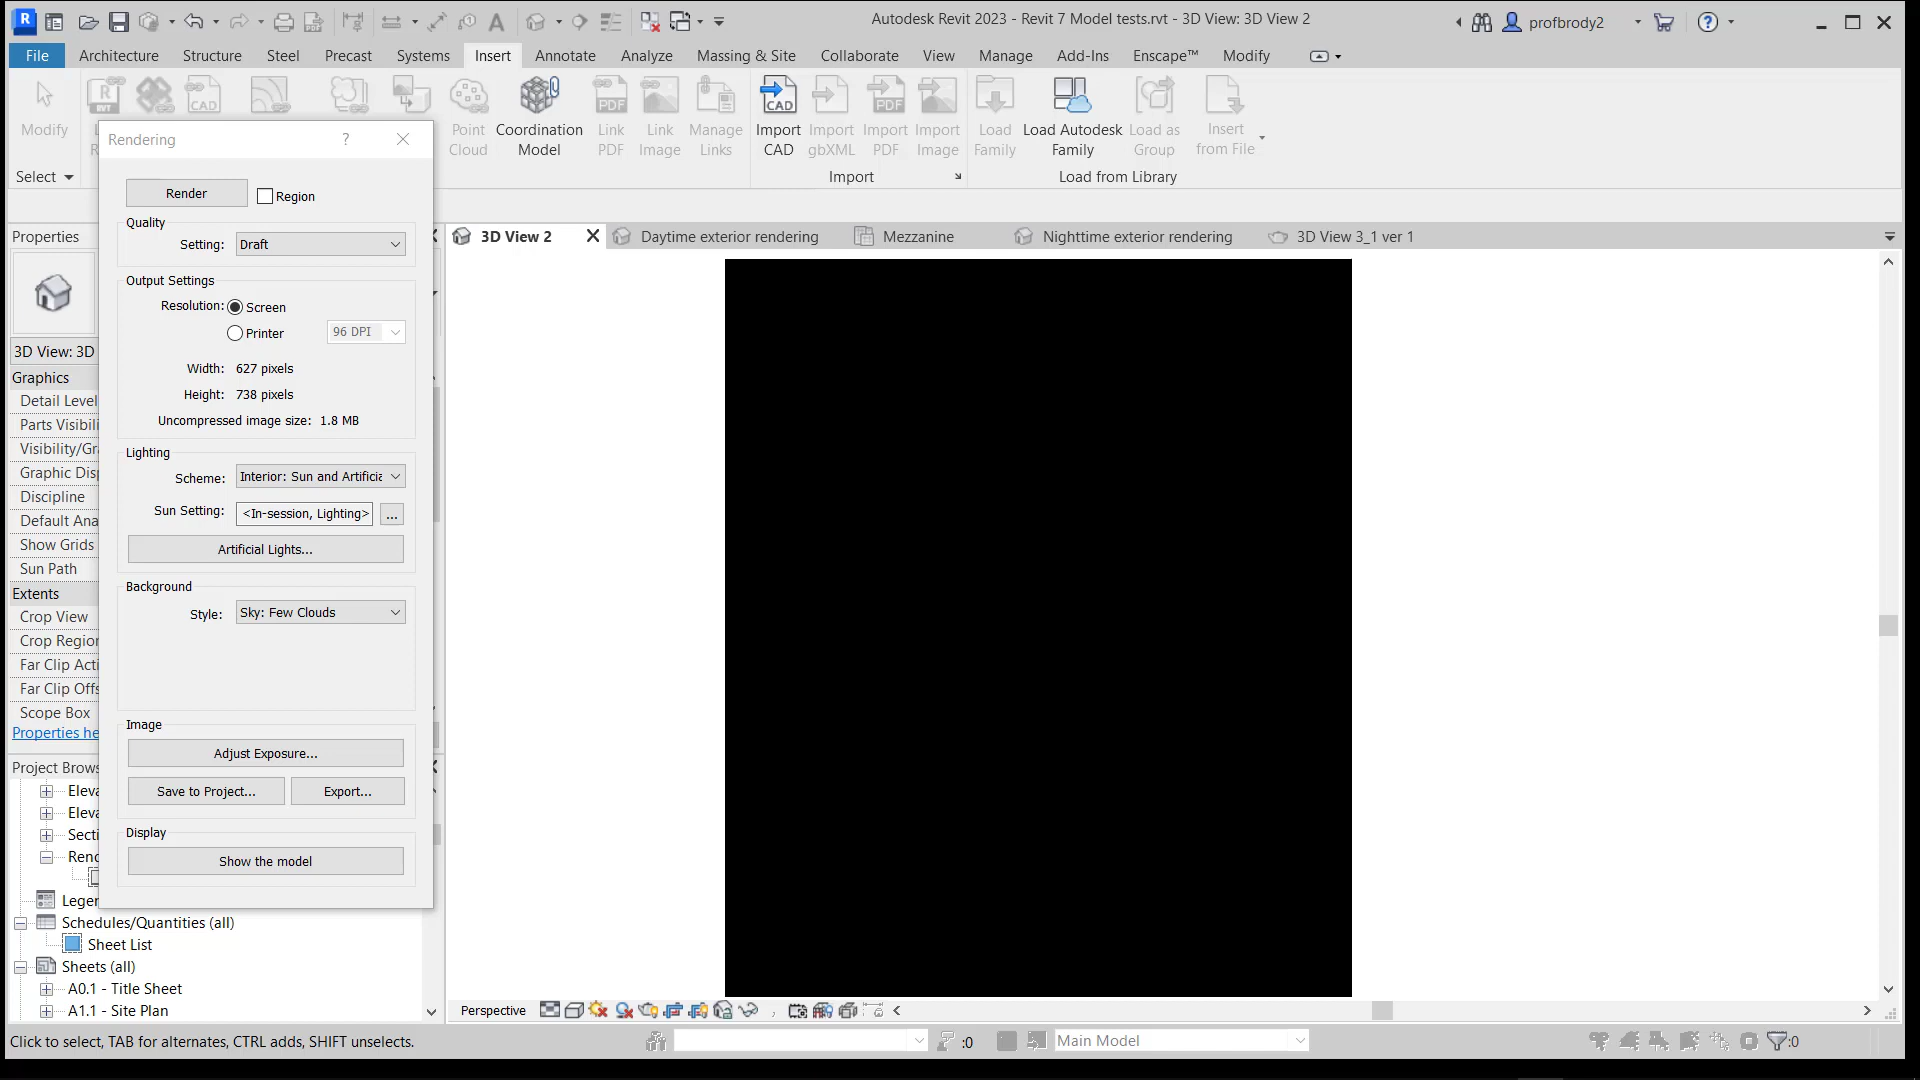 Autodesk Revit 2023 - Revit 7 Model tests.rvt - 3D View: 3D View 2
profbrody2
File Architecture Structure Steel Precast Systems Insert Annotate Analyze Massing & Site Collaborate View Manage Add-Ins Enscape™ Modify
Modify
Point Cloud
Coordination Model
Link PDF
Link Image
Manage Links
Import CAD
Import gbXML
Import PDF
Import Image
Load Family
Load Autodesk Family
Load as Group
Insert from File
Select
Import
Load from Library
Rendering
Render
Region
Quality
Setting: Draft
Output Settings
Resolution: Screen
Printer 96 DPI
Width: 627 pixels
Height: 738 pixels
Uncompressed image size: 1.8 MB
Lighting
Scheme: Interior: Sun and Artificia
Sun Setting: <In-session, Lighting> ...
Artificial Lights...
Background
Style: Sky: Few Clouds
Image
Adjust Exposure...
Save to Project... Export...
Display
Show the model
Properties
3D View: 3D
Graphics
Detail Level
Parts Visibili
Visibility/Gr
Graphic Disp
Discipline
Default Ana
Show Grids
Sun Path
Extents
Crop View
Crop Region
Far Clip Acti
Far Clip Offs
Scope Box
Properties he
Project Brows
Eleva
Eleva
Secti
Rend
Legen
Schedules/Quantities (all)
Sheet List
Sheets (all)
A0.1 - Title Sheet
A1.1 - Site Plan
3D View 2 Daytime exterior rendering Mezzanine Nighttime exterior rendering 3D View 3_1 ver 1
Perspective
Click to select, TAB for alternates, CTRL adds, SHIFT unselects.
:0
Main Model
:0